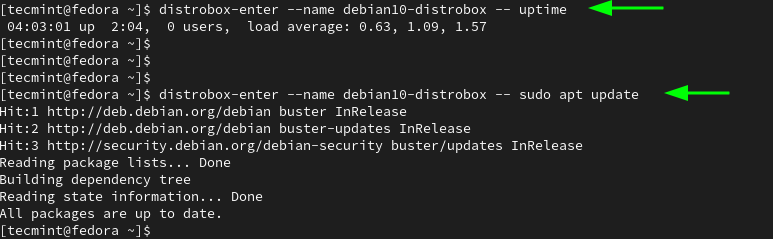 [tecmint@fedora ~]$ distrobox-enter --name debian10-distrobox -- uptime
 04:03:01 up  2:04,  0 users,  load average: 0.63, 1.09, 1.57
[tecmint@fedora ~]$
[tecmint@fedora ~]$
[tecmint@fedora ~]$
[tecmint@fedora ~]$ distrobox-enter --name debian10-distrobox -- sudo apt update
Hit:1 http://deb.debian.org/debian buster InRelease
Hit:2 http://deb.debian.org/debian buster-updates InRelease
Hit:3 http://security.debian.org/debian-security buster/updates InRelease
Reading package lists... Done
Building dependency tree
Reading state information... Done
All packages are up to date.
[tecmint@fedora ~]$